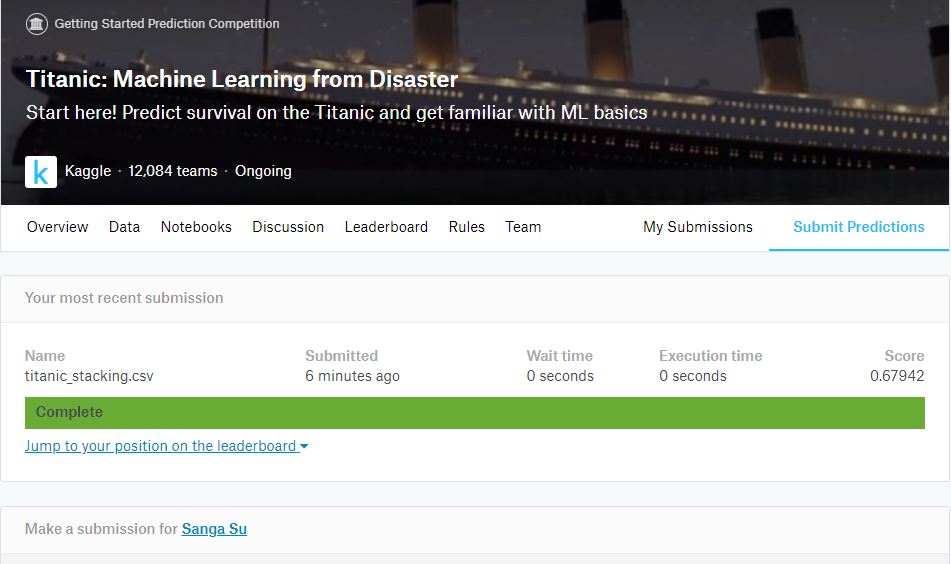 Getting Started Prediction Competition
Titanic: Machine Learning from Disaster
Start here! Predict survival on the Titanic and get familiar with ML basics
k Kaggle · 12,084 teams · Ongoing
Overview Data Notebooks Discussion Leaderboard Rules Team My Submissions Submit Predictions
Your most recent submission
Name Submitted Wait time Execution time Score
titanic_stacking.csv 6 minutes ago 0 seconds 0 seconds 0.67942
Complete
Jump to your position on the leaderboard
Make a submission for Sanga Su